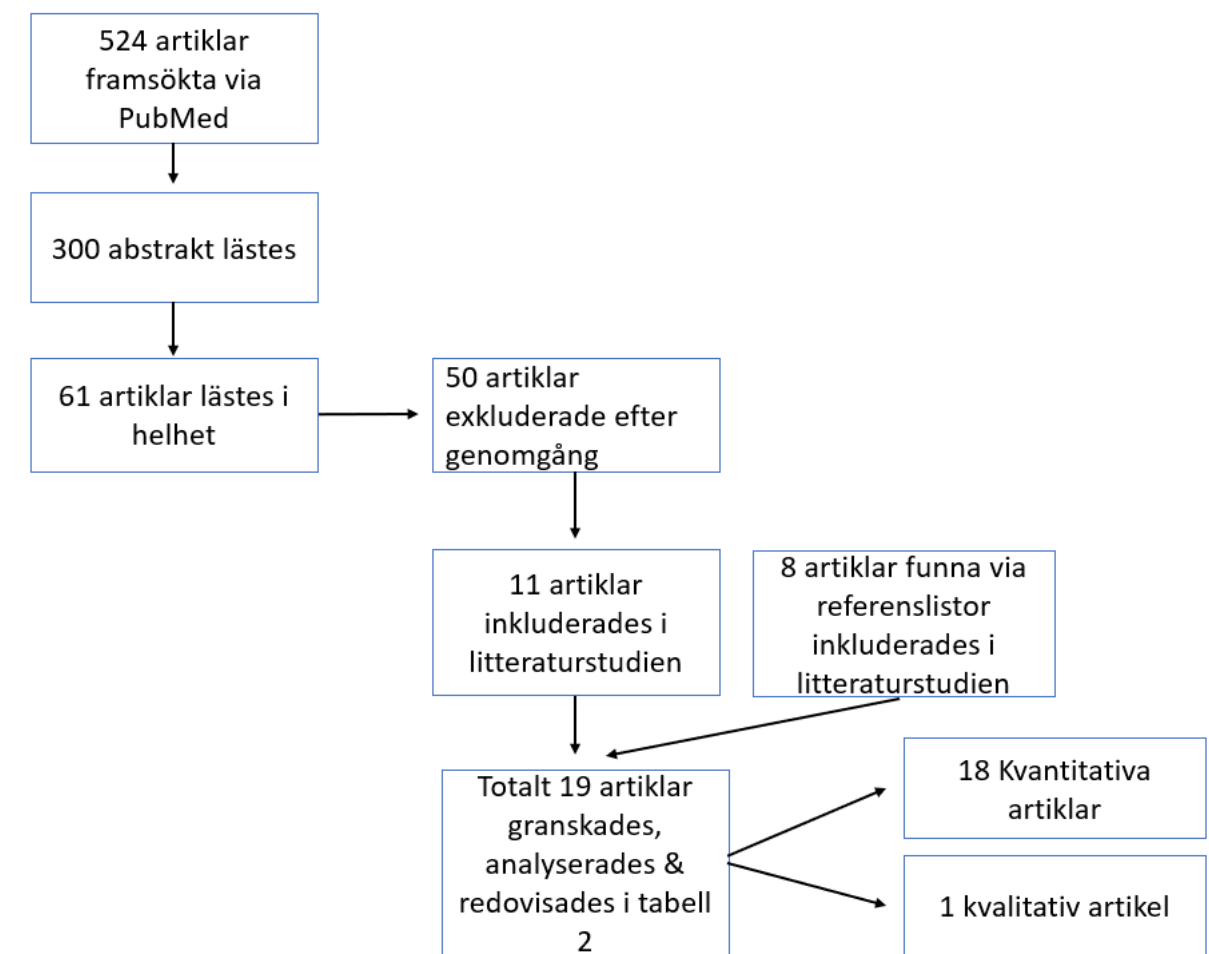 524 artiklar
framsökta via
PubMed
300 abstrakt lästes
61 artiklar lästes i
helhet
50 artiklar
exkluderade efter
genomgång
11 artiklar
inkluderades i
litteraturstudien
8 artiklar funna via
referenslistor
inkluderades i
litteraturstudien
Totalt 19 artiklar
granskades,
analyserades &
redovisades i tabell
2
18 Kvantitativa
artiklar
1 kvalitativ artikel